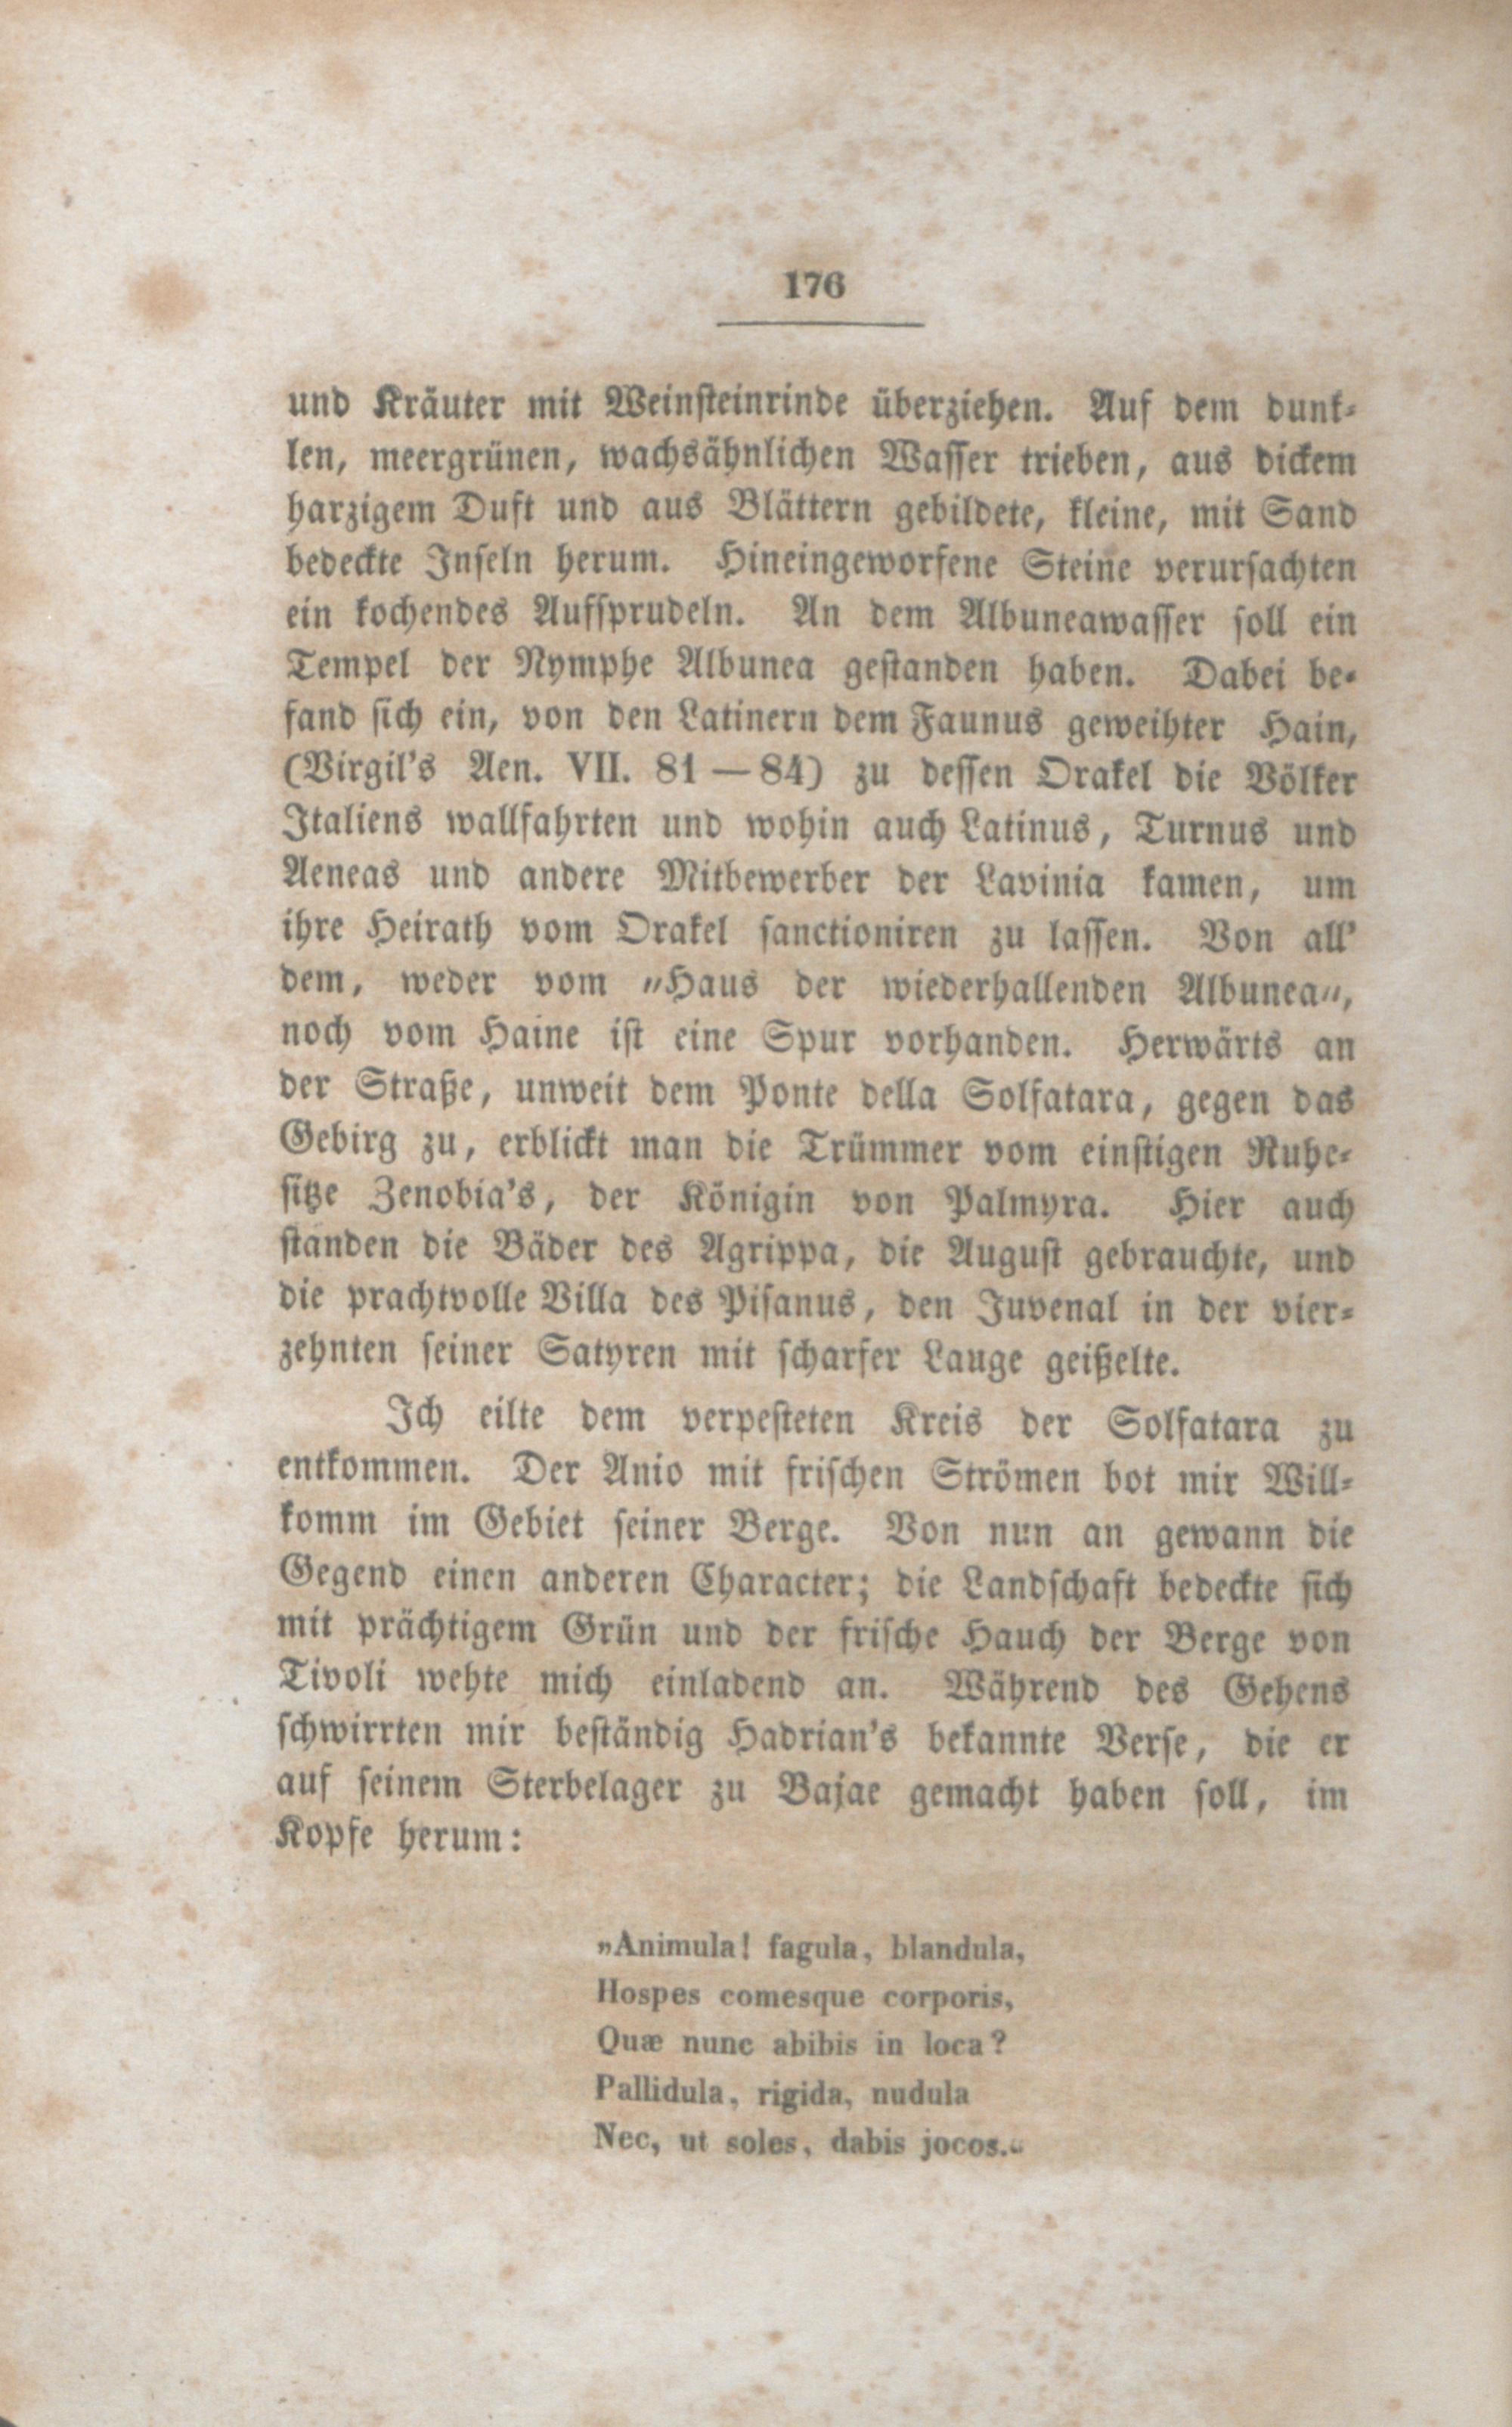 176
und Kräuter mit Weinsteinrinde überziehen. Auf dem dunk-
len, meergrünen, wachsähnlichen Wasser trieben, aus dickem
harzigem Duft und aus Blättern gebildete, kleine, mit Sand
bedeckte Inseln herum. Hineingeworfene Steine verursachten
ein kochendes Aufsprudeln. An dem Albuneawasser soll ein
Tempel der Nymphe Albunea gestanden haben. Dabei be-
fand sich ein, von den Latinern dem Faunus geweihter Hain,
(Virgil's Aen. VII. 81 — 84) zu dessen Orakel die Völker
Italiens wallfahrten und wohin auch Latinus, Turnus und
Aeneas und andere Mitbewerber der Lavinia kamen, um
ihre Heirath vom Orakel sanctioniren zu lassen. Von all'
dem, weder vom „Haus der wiederhallenden Albunea“,
noch vom Haine ist eine Spur vorhanden. Herwärts an
der Straße, unweit dem Ponte della Solfatara, gegen das
Gebirg zu, erblickt man die Trümmer vom einstigen Ruhe-
sitze Zenobia's, der Königin von Palmyra. Hier auch
standen die Bäder des Agrippa, die August gebrauchte, und
die prachtvolle Villa des Pisanus, den Juvenal in der vier-
zehnten seiner Satyren mit scharfer Lauge geißelte.
Ich eilte dem verpesteten Kreis der Solfatara zu
entkommen. Der Anio mit frischen Strömen bot mir Will-
komm im Gebiet seiner Berge. Von nun an gewann die
Gegend einen anderen Character; die Landschaft bedeckte sich
mit prächtigem Grün und der frische Hauch der Berge von
Tivoli wehte mich einladend an. Während des Gehens
schwirrten mir beständig Hadrian's bekannte Verse, die er
auf seinem Sterbelager zu Bajae gemacht haben soll, im
Kopfe herum:
„Animula! fagula, blandula,
Hospes comesque corporis,
Quæ nunc abibis in loca?
Pallidula, rigida, nudula
Nec, ut soles, dabis jocos.“